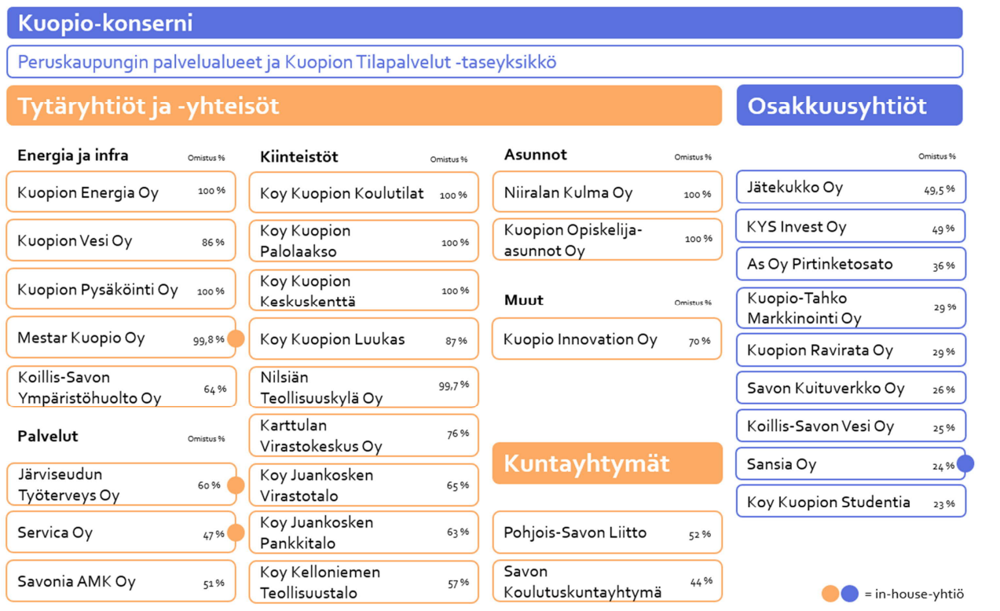 Kuopio-konserni
Peruskaupungin palvelualueet ja Kuopion Tilapalvelut -taseyksikkö
Tytäryhtiöt ja -yhteisöt
Energia ja infra Omistus %
Kuopion Energia Oy 100 %
Kuopion Vesi Oy 86 %
Kuopion Pysäköinti Oy 100 %
Mestar Kuopio Oy 99,8 %
Koillis-Savon
Ympäristöhuolto Oy 64 %
Palvelut Omistus %
Järviseudun
Työterveys Oy 60 %
Servica Oy 47 %
Savonia AMK Oy 51 %
Kiinteistöt Omistus %
Koy Kuopion Koulutilat 100 %
Koy Kuopion
Palolaakso 100 %
Koy Kuopion
Keskuskenttä 100 %
Koy Kuopion Luukas 87 %
Nilsiän
Teollisuuskylä Oy 99,7 %
Karttulan
Virastokeskus Oy 76 %
Koy Juankosken
Virastotalo 65 %
Koy Juankosken
Pankkitalo 63 %
Koy Kelloniemen
Teollisuustalo 57 %
Asunnot Omistus %
Niiralan Kulma Oy 100 %
Kuopion Opiskelija-
asunnot Oy 100 %
Muut Omistus %
Kuopio Innovation Oy 70 %
Kuntayhtymät
Pohjois-Savon Liitto 52 %
Savon
Koulutuskuntayhtymä 44 %
Osakkuusyhtiöt
Omistus %
Jätekukko Oy 49,5 %
KYS Invest Oy 49 %
As Oy Pirtinketosato 36 %
Kuopio-Tahko
Markkinointi Oy 29 %
Kuopion Ravirata Oy 29 %
Savon Kuituverkko Oy 26 %
Koillis-Savon Vesi Oy 25 %
Sansia Oy 24 %
Koy Kuopion Studentia 23 %
= in-house-yhtiö